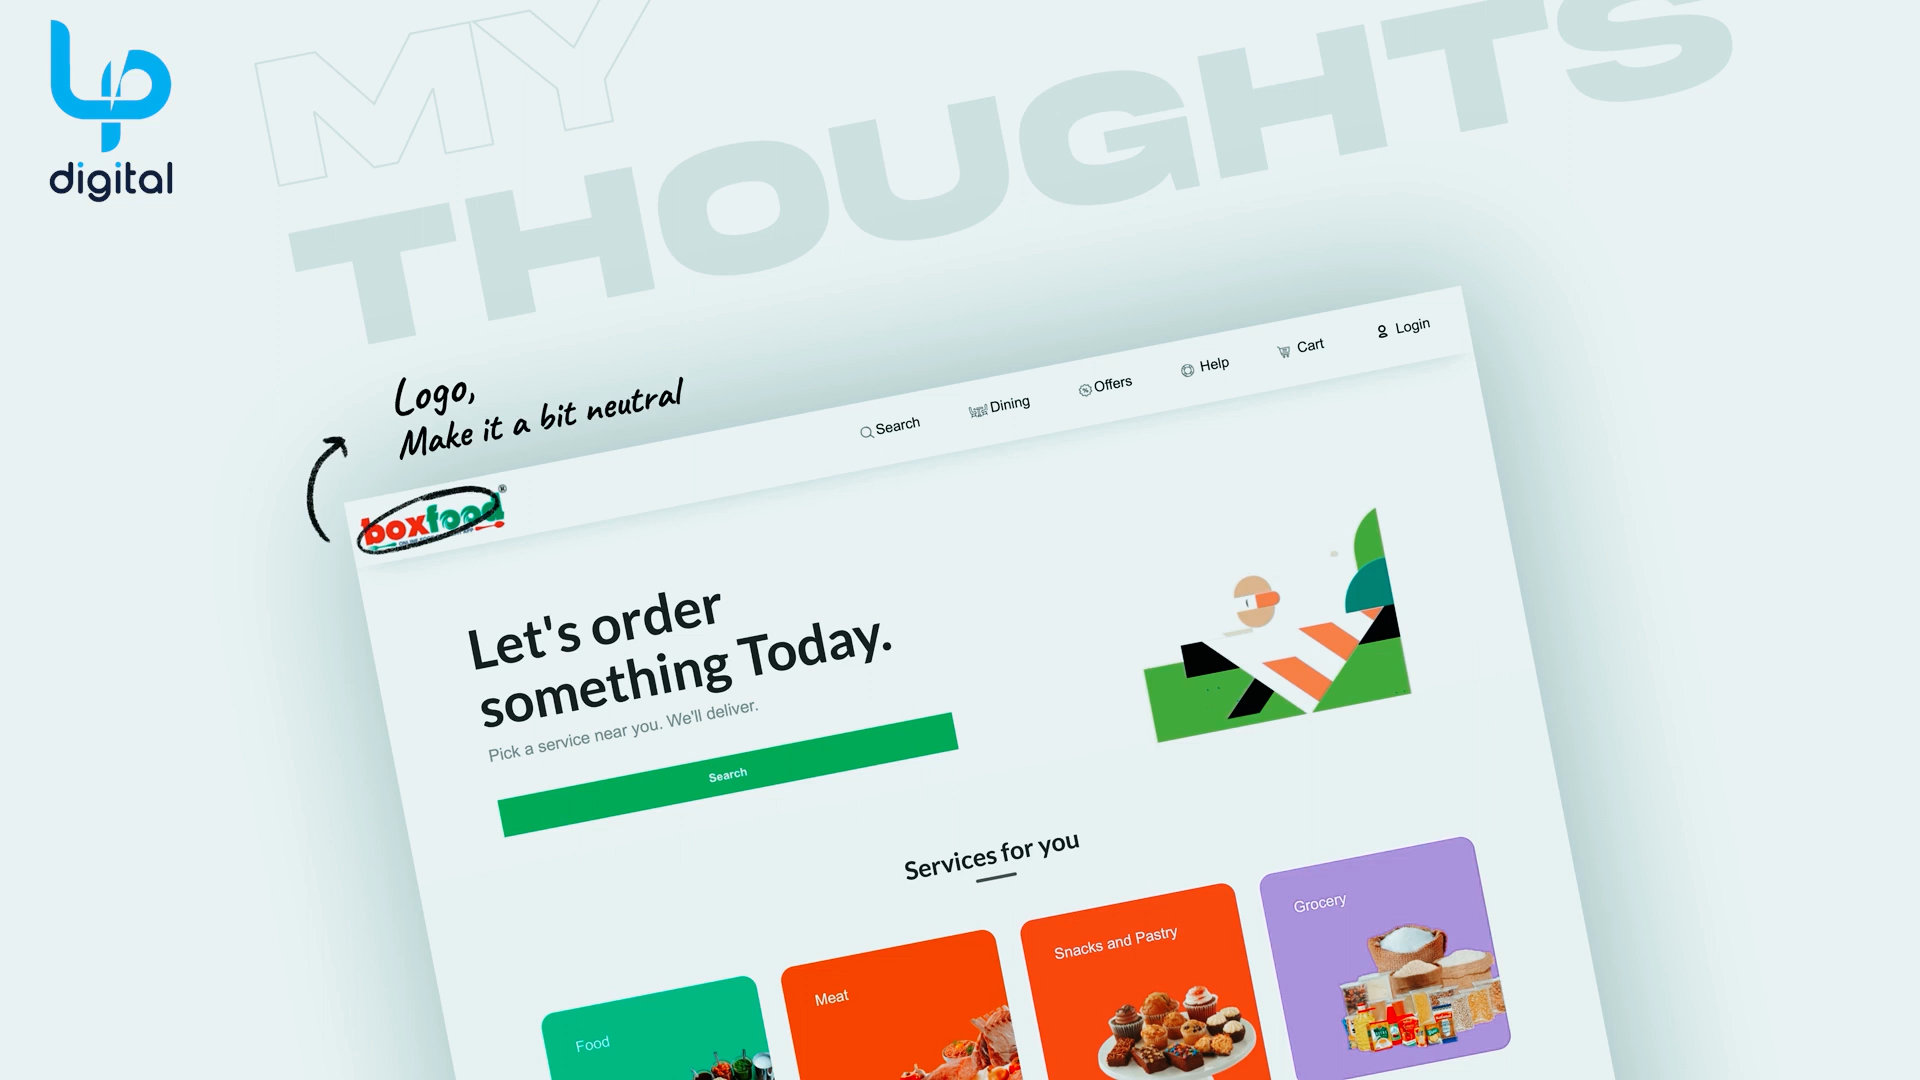 digital
MY
THOUGHTS
Logo,
Make it a bit neutral
Search
Dining
Offers
Help
Cart
Login
boxfood®
Let's order
something Today.
Pick a service near you. We'll deliver.
Search
Services for you
Food
Meat
Snacks and Pastry
Grocery